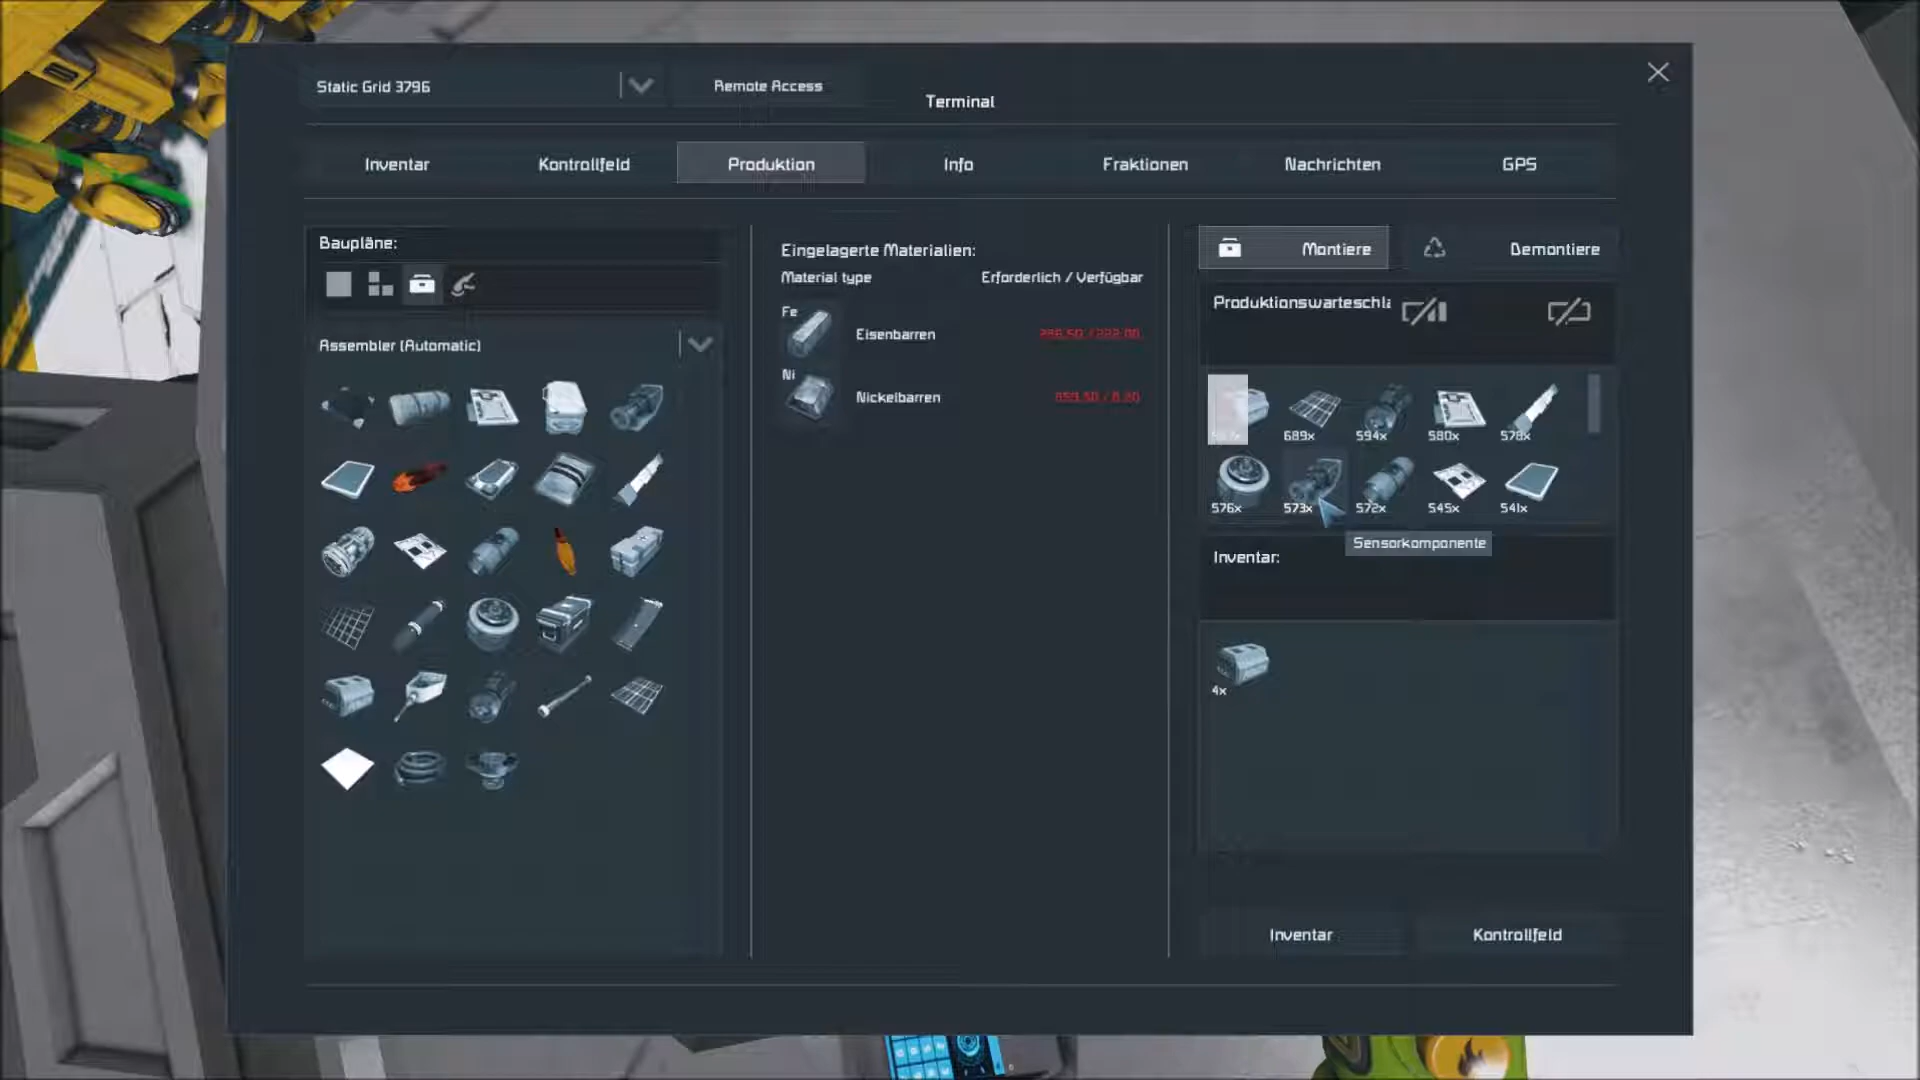 Static Grid 3796
Remote Access
Terminal
Inventar
Kontrollfeld
Produktion
Info
Fraktionen
Nachrichten
GPS
Baupläne:
Assembler (Automatic)
Eingelagerte Materialien:
Material type
Erforderlich / Verfügbar
Fe
Eisenbarren
Ni
Nickelbarren
Montiere
Demontiere
Produktionswarteschla
689x
594x
580x
578x
576x
573x
572x
545x
541x
Sensorkomponente
Inventar:
4x
Inventar
Kontrollfeld